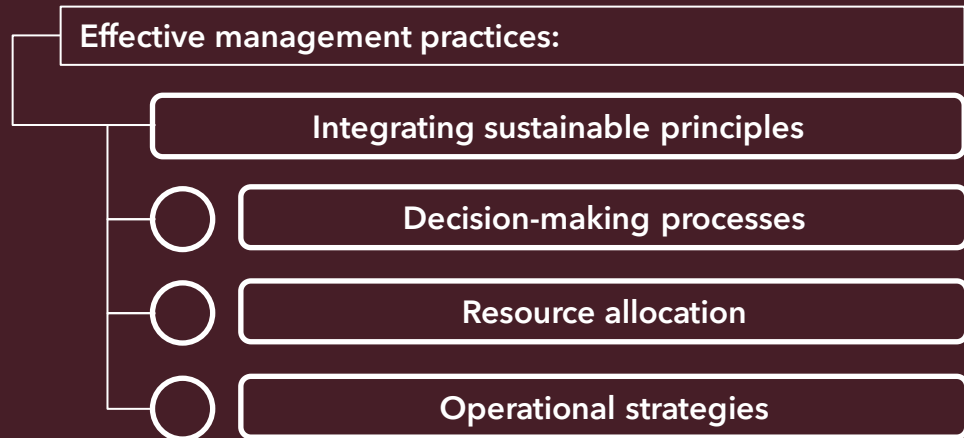 Effective management practices:
Integrating sustainable principles
Decision-making processes
Resource allocation
Operational strategies